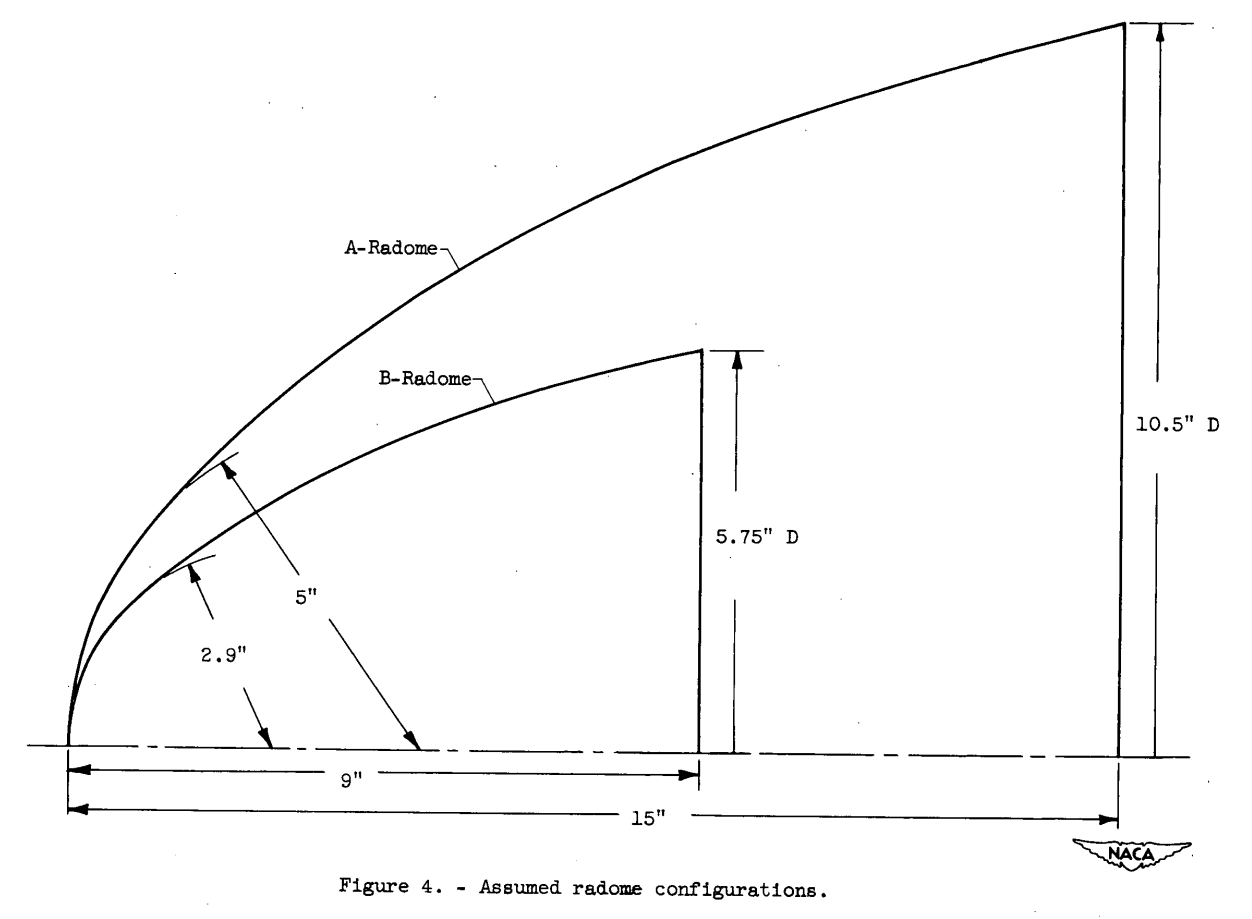 A-Radome
B-Radome
10.5" D
5.75" D
5"
2.9"
9"
15"
NACA
Figure 4. - Assumed radome configurations.